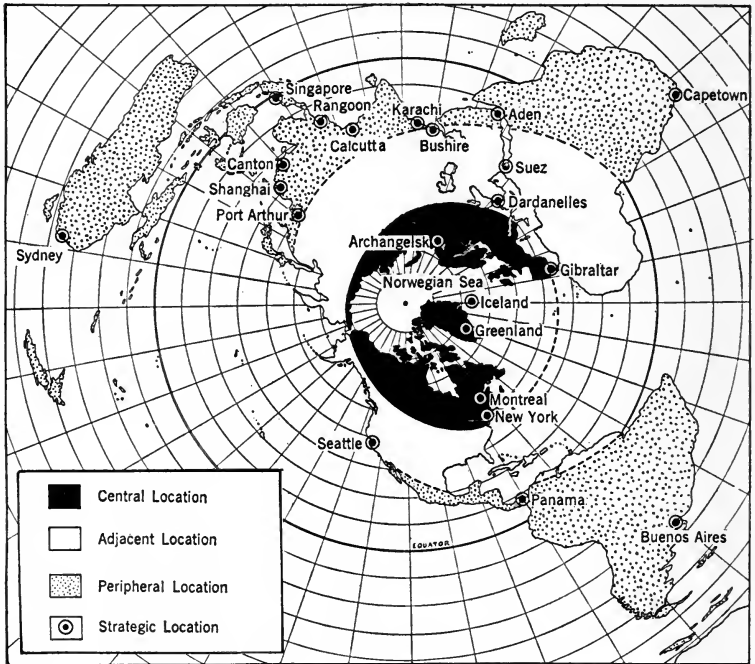 Singapore
Rangoon
Karachi
Aden
Capetown
Calcutta
Bushire
Canton
Suez
Shanghai
Dardanelles
Port Arthur
Archangelsk
Sydney
Gibraltar
Norwegian Sea
Iceland
Greenland
Montreal
New York
Seattle
Panama
Buenos Aires
EQUATOR
Central Location
Adjacent Location
Peripheral Location
Strategic Location